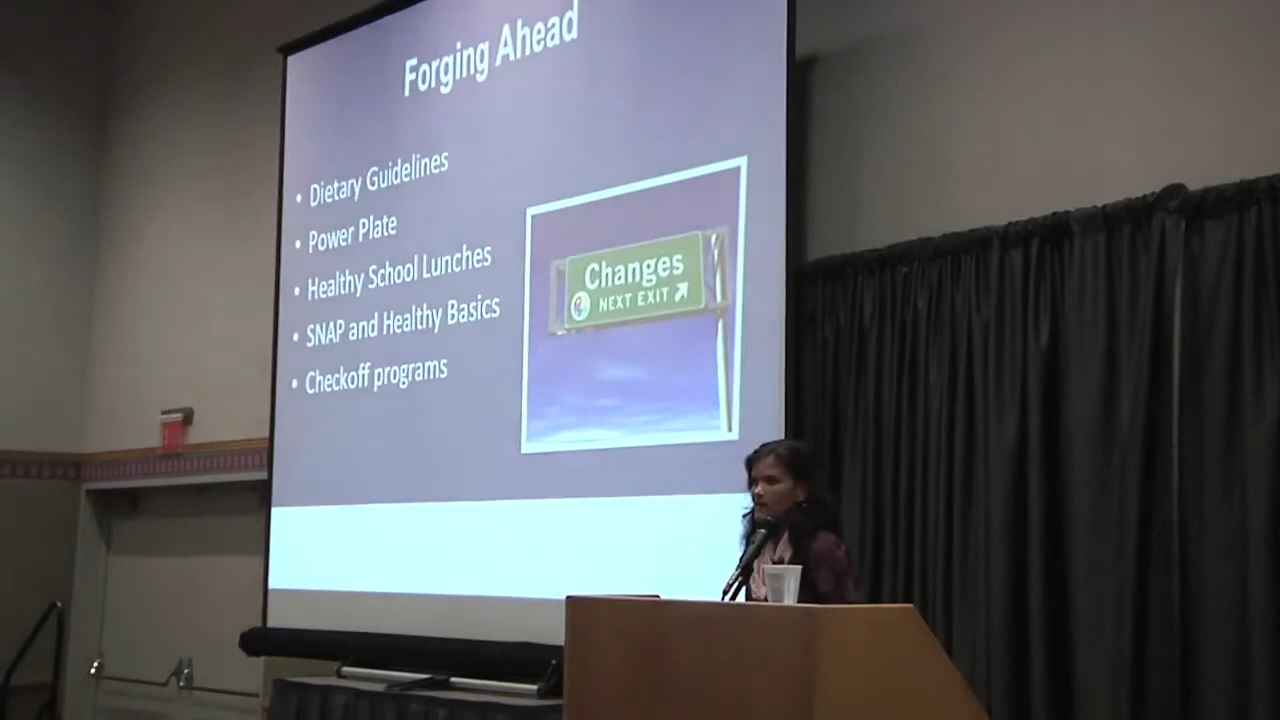 Forging Ahead
• Dietary Guidelines
• Power Plate
• Healthy School Lunches
• SNAP and Healthy Basics
• Checkoff programs
Changes
NEXT EXIT